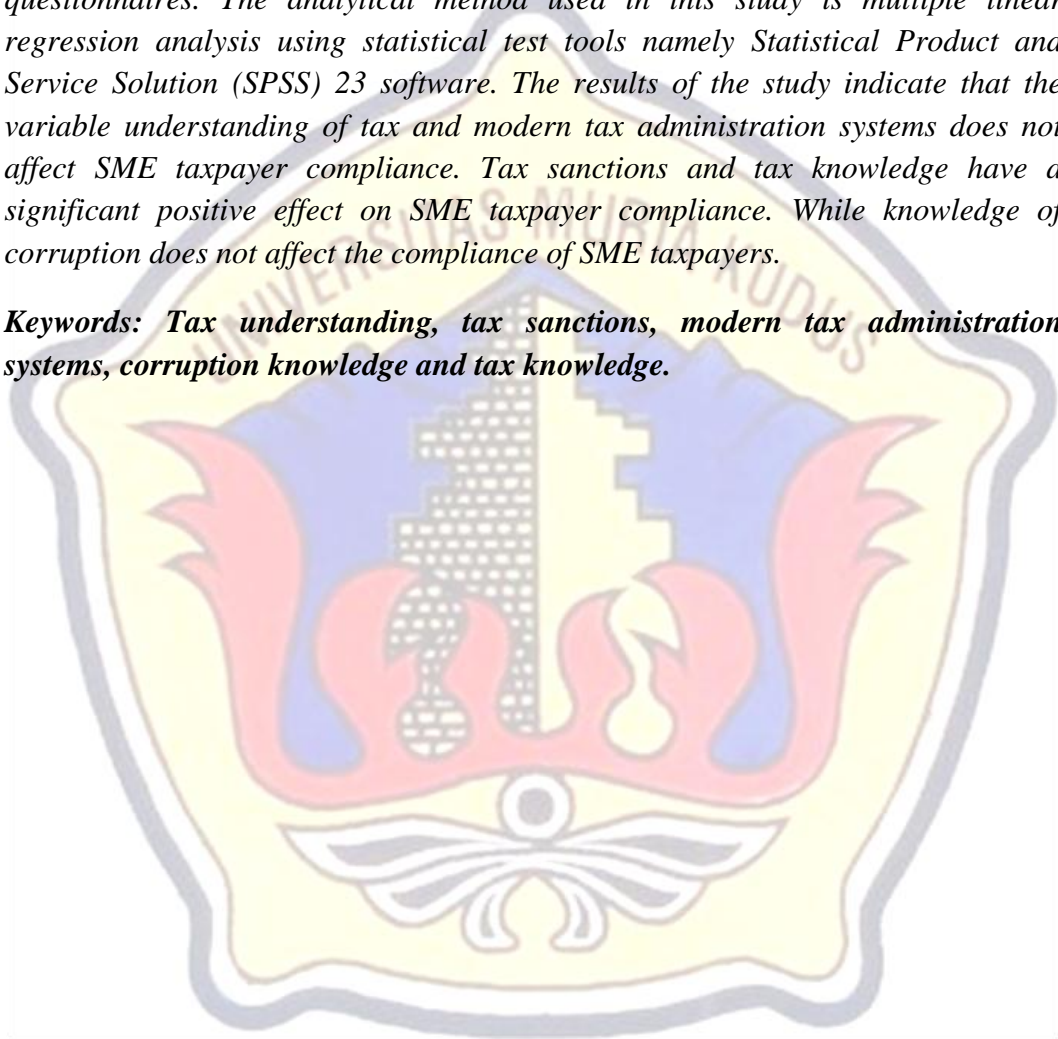 questionnaires. The analytical method used in this study is multiple linear
regression analysis using statistical test tools namely Statistical Product and
Service Solution (SPSS) 23 software. The results of the study indicate that the
variable understanding of tax and modern tax administration systems does not
affect SME taxpayer compliance. Tax sanctions and tax knowledge have a
significant positive effect on SME taxpayer compliance. While knowledge of
corruption does not affect the compliance of SME taxpayers.
Keywords: Tax understanding, tax sanctions, modern tax administration
systems, corruption knowledge and tax knowledge.
UNIVERSITAS MURIA KUDUS